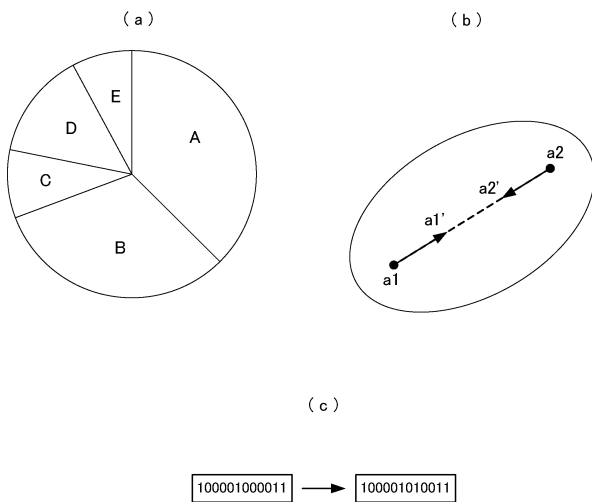 ( a )
( b )
E
A
D
C
B
a2
a2'
a1'
a1
( c )
100001000011
100001010011